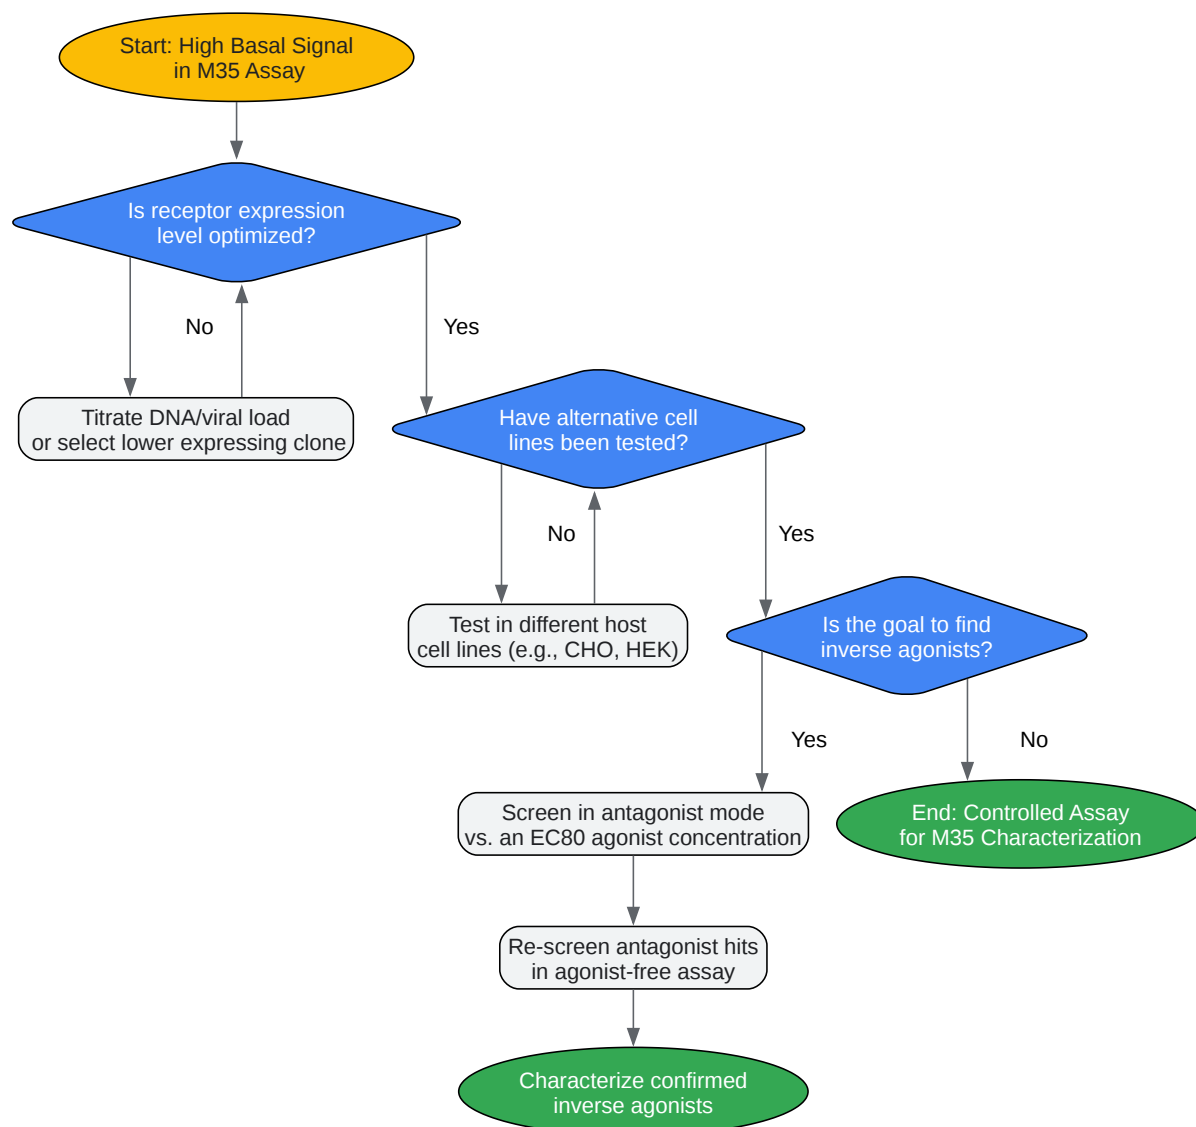 Start: High Basal Signal
in M35 Assay
Is receptor expression
level optimized?
No
Yes
Titrate DNA/viral load
or select lower expressing clone
Have alternative cell
lines been tested?
No
Yes
Test in different host
cell lines (e.g., CHO, HEK)
Is the goal to find
inverse agonists?
Yes
No
Screen in antagonist mode
vs. an EC80 agonist concentration
End: Controlled Assay
for M35 Characterization
Re-screen antagonist hits
in agonist-free assay
Characterize confirmed
inverse agonists